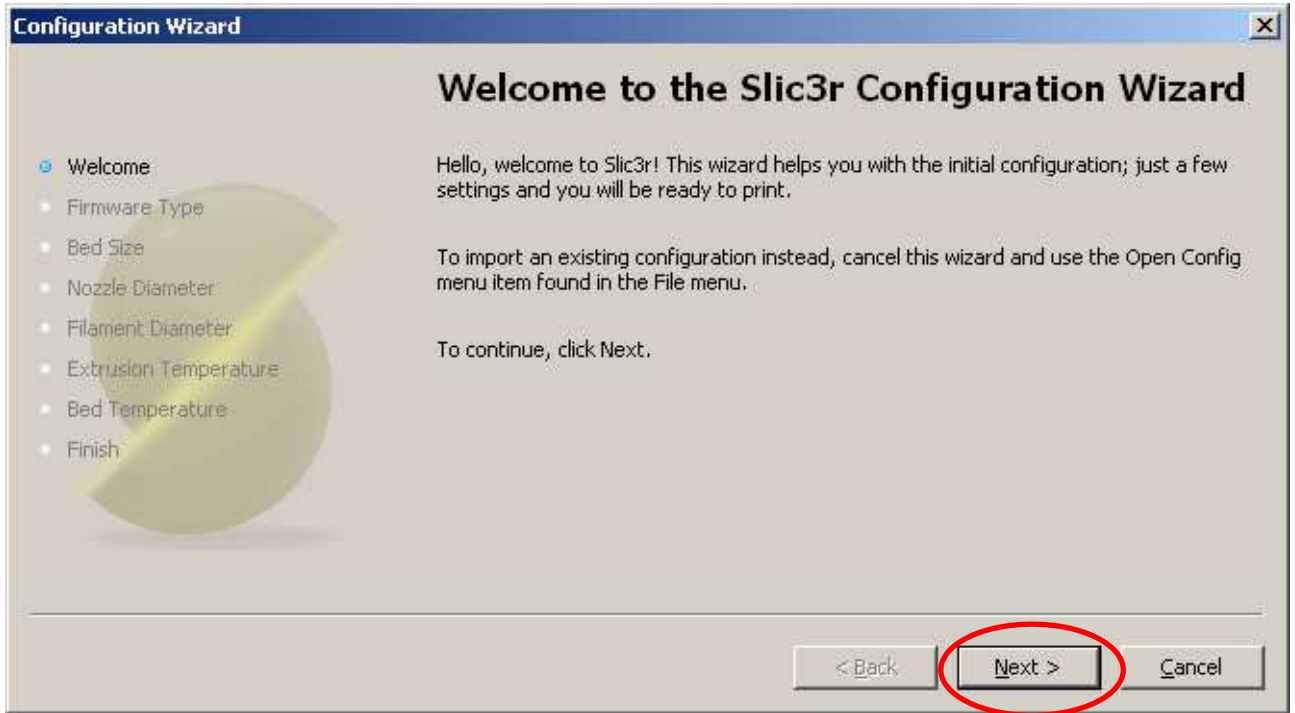 Configuration Wizard
Welcome to the Slic3r Configuration Wizard
Welcome
Firmware Type
Bed Size
Nozzle Diameter
Filament Diameter
Extrusion Temperature
Bed Temperature
Finish
Hello, welcome to Slic3r! This wizard helps you with the initial configuration; just a few
settings and you will be ready to print.
To import an existing configuration instead, cancel this wizard and use the Open Config
menu item found in the File menu.
To continue, click Next.
< Back
Next >
Cancel